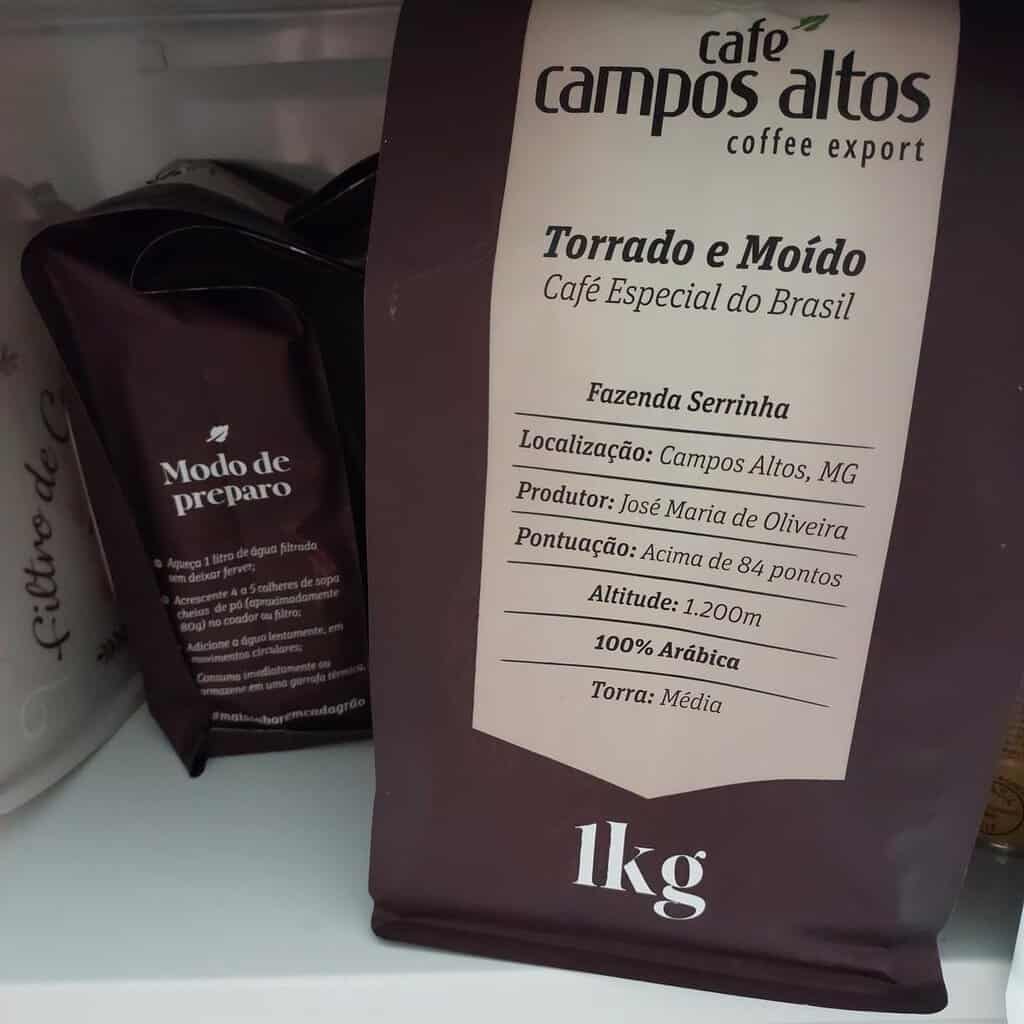 cafe
campos altos
coffee export
Torrado e Moído
Café Especial do Brasil
Fazenda Serrinha
Localização: Campos Altos, MG
Produtor: José Maria de Oliveira
Pontuação: Acima de 84 pontos
Altitude: 1.200m
100% Arábica
Torra: Média
1kg
Modo de
preparo
Aqueça 1 litro de água filtrada
sem deixar ferver;
Acrescente 4 a 5 colheres de sopa
cheias de pó (aproximadamente
80g) no coador ou filtro;
Adicione a água lentamente, em
movimentos circulares;
Consuma imediatamente ou
armazene em uma garrafa térmica.
#maissaboremcadagrão
Filtro de C